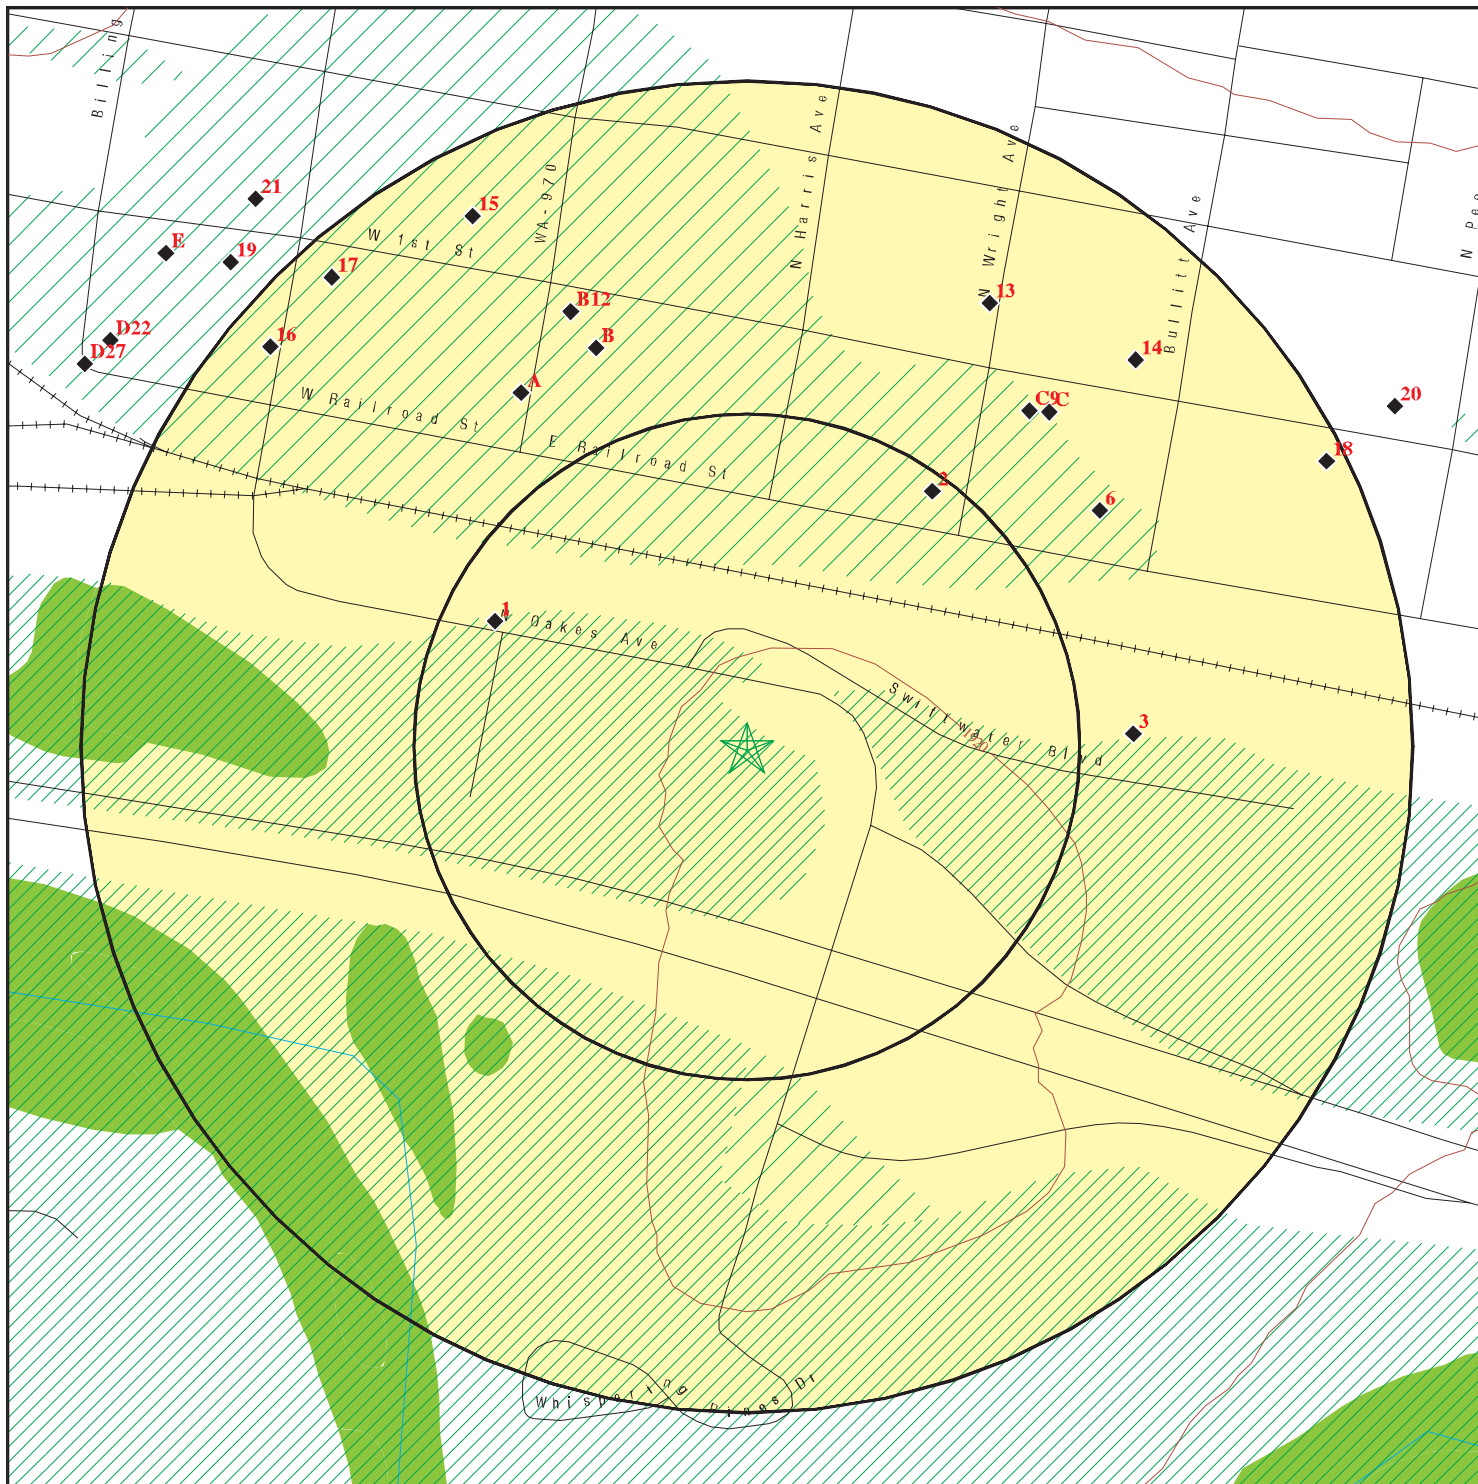 Billing
N Harris Ave
N Wright Ave
Bullitt Ave
WA-970
21
15
E
19
W 1st St
17
B12
13
D22
16
B
14
D27
A
W Railroad St
C9
C
20
E Railroad St
18
2
6
1
W Oakes Ave
Swiftwater Blvd
3
Whispering Pines Dr